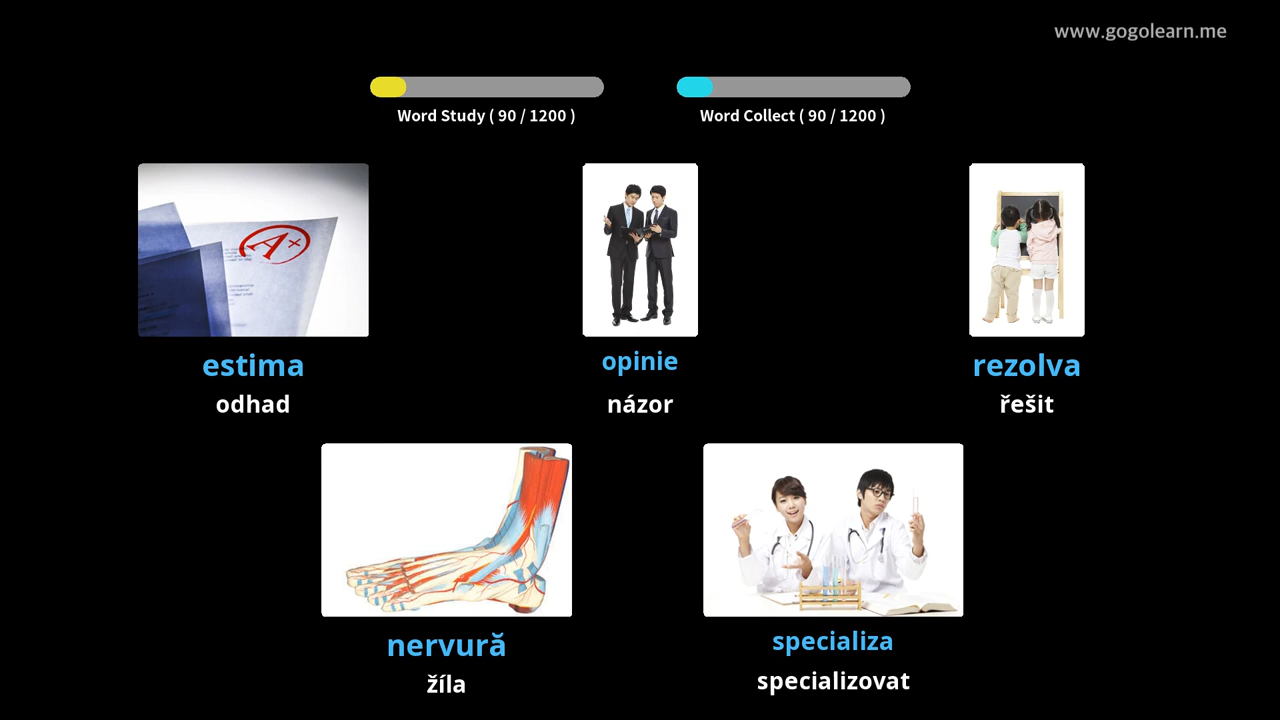 www.gogolearn.me
Word Study ( 90 / 1200 )
Word Collect ( 90 / 1200 )
A+
estima
odhad
opinie
názor
rezolva
řešit
nervură
žíla
specializa
specializovat